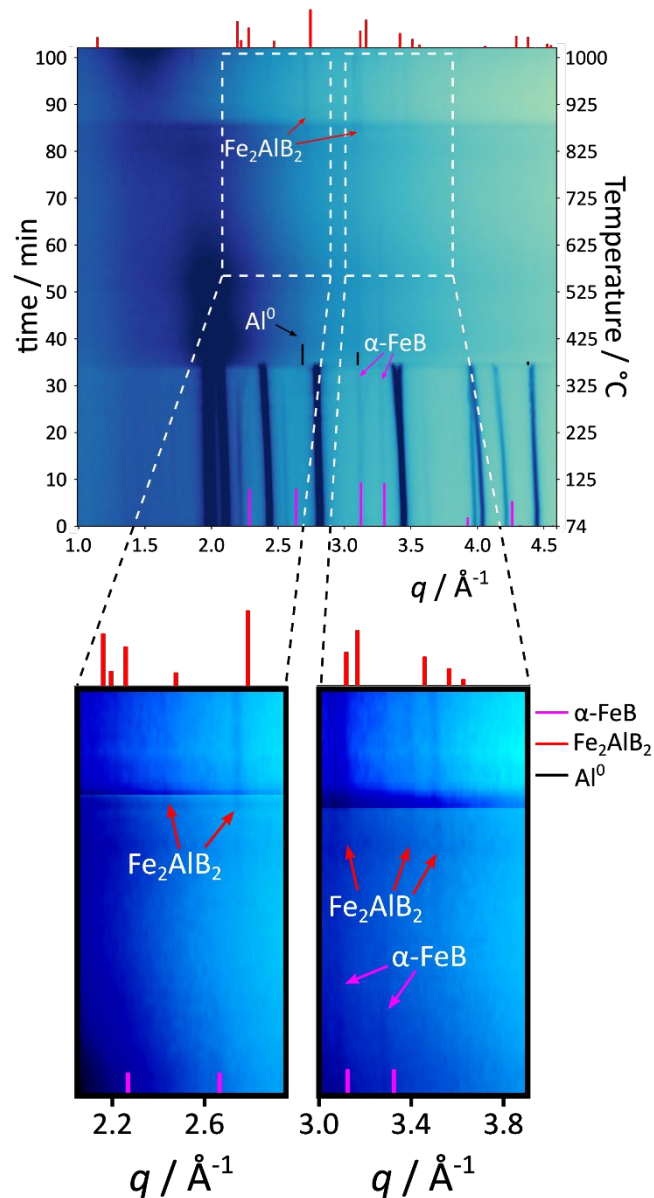 100
90
80
70
60
50
40
30
20
10
0
time / min
1000
925
825
725
625
525
425
325
225
125
74
Temperature / °C
Fe₂AlB₂
Al⁰
α-FeB
1.0
1.5
2.0
2.5
3.0
3.5
4.0
4.5
q / Å⁻¹
α-FeB
Fe₂AlB₂
Al⁰
Fe₂AlB₂
Fe₂AlB₂
α-FeB
2.2
2.6
3.0
3.4
3.8
q / Å⁻¹
q / Å⁻¹